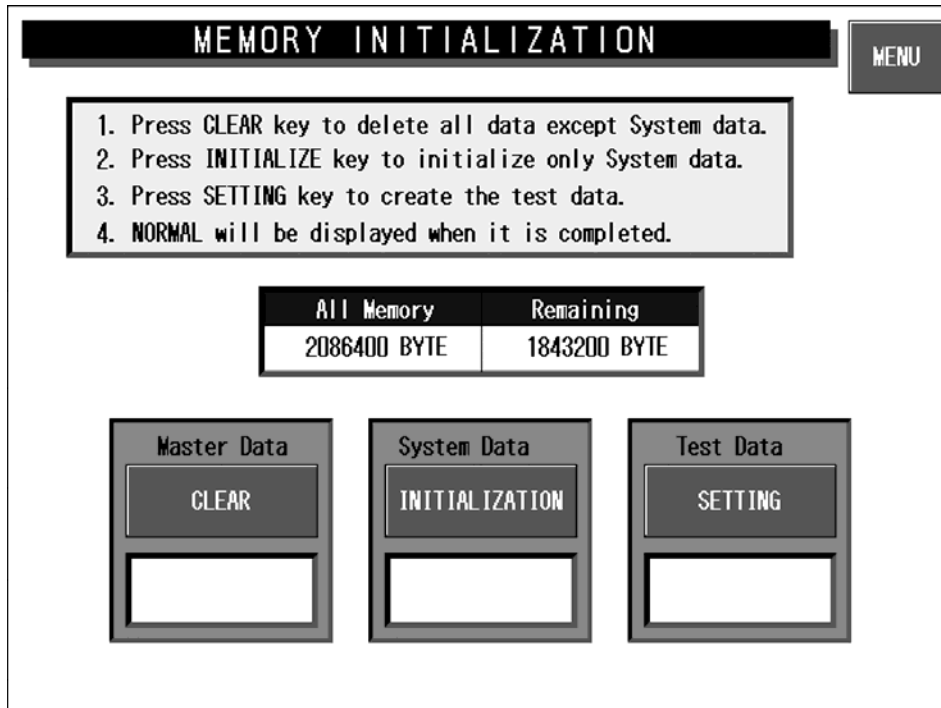 MEMORY INITIALIZATION
MENU
1. Press CLEAR key to delete all data except System data.
2. Press INITIALIZE key to initialize only System data.
3. Press SETTING key to create the test data.
4. NORMAL will be displayed when it is completed.
All Memory Remaining
2086400 BYTE 1843200 BYTE
Master Data System Data Test Data
CLEAR INITIALIZATION SETTING